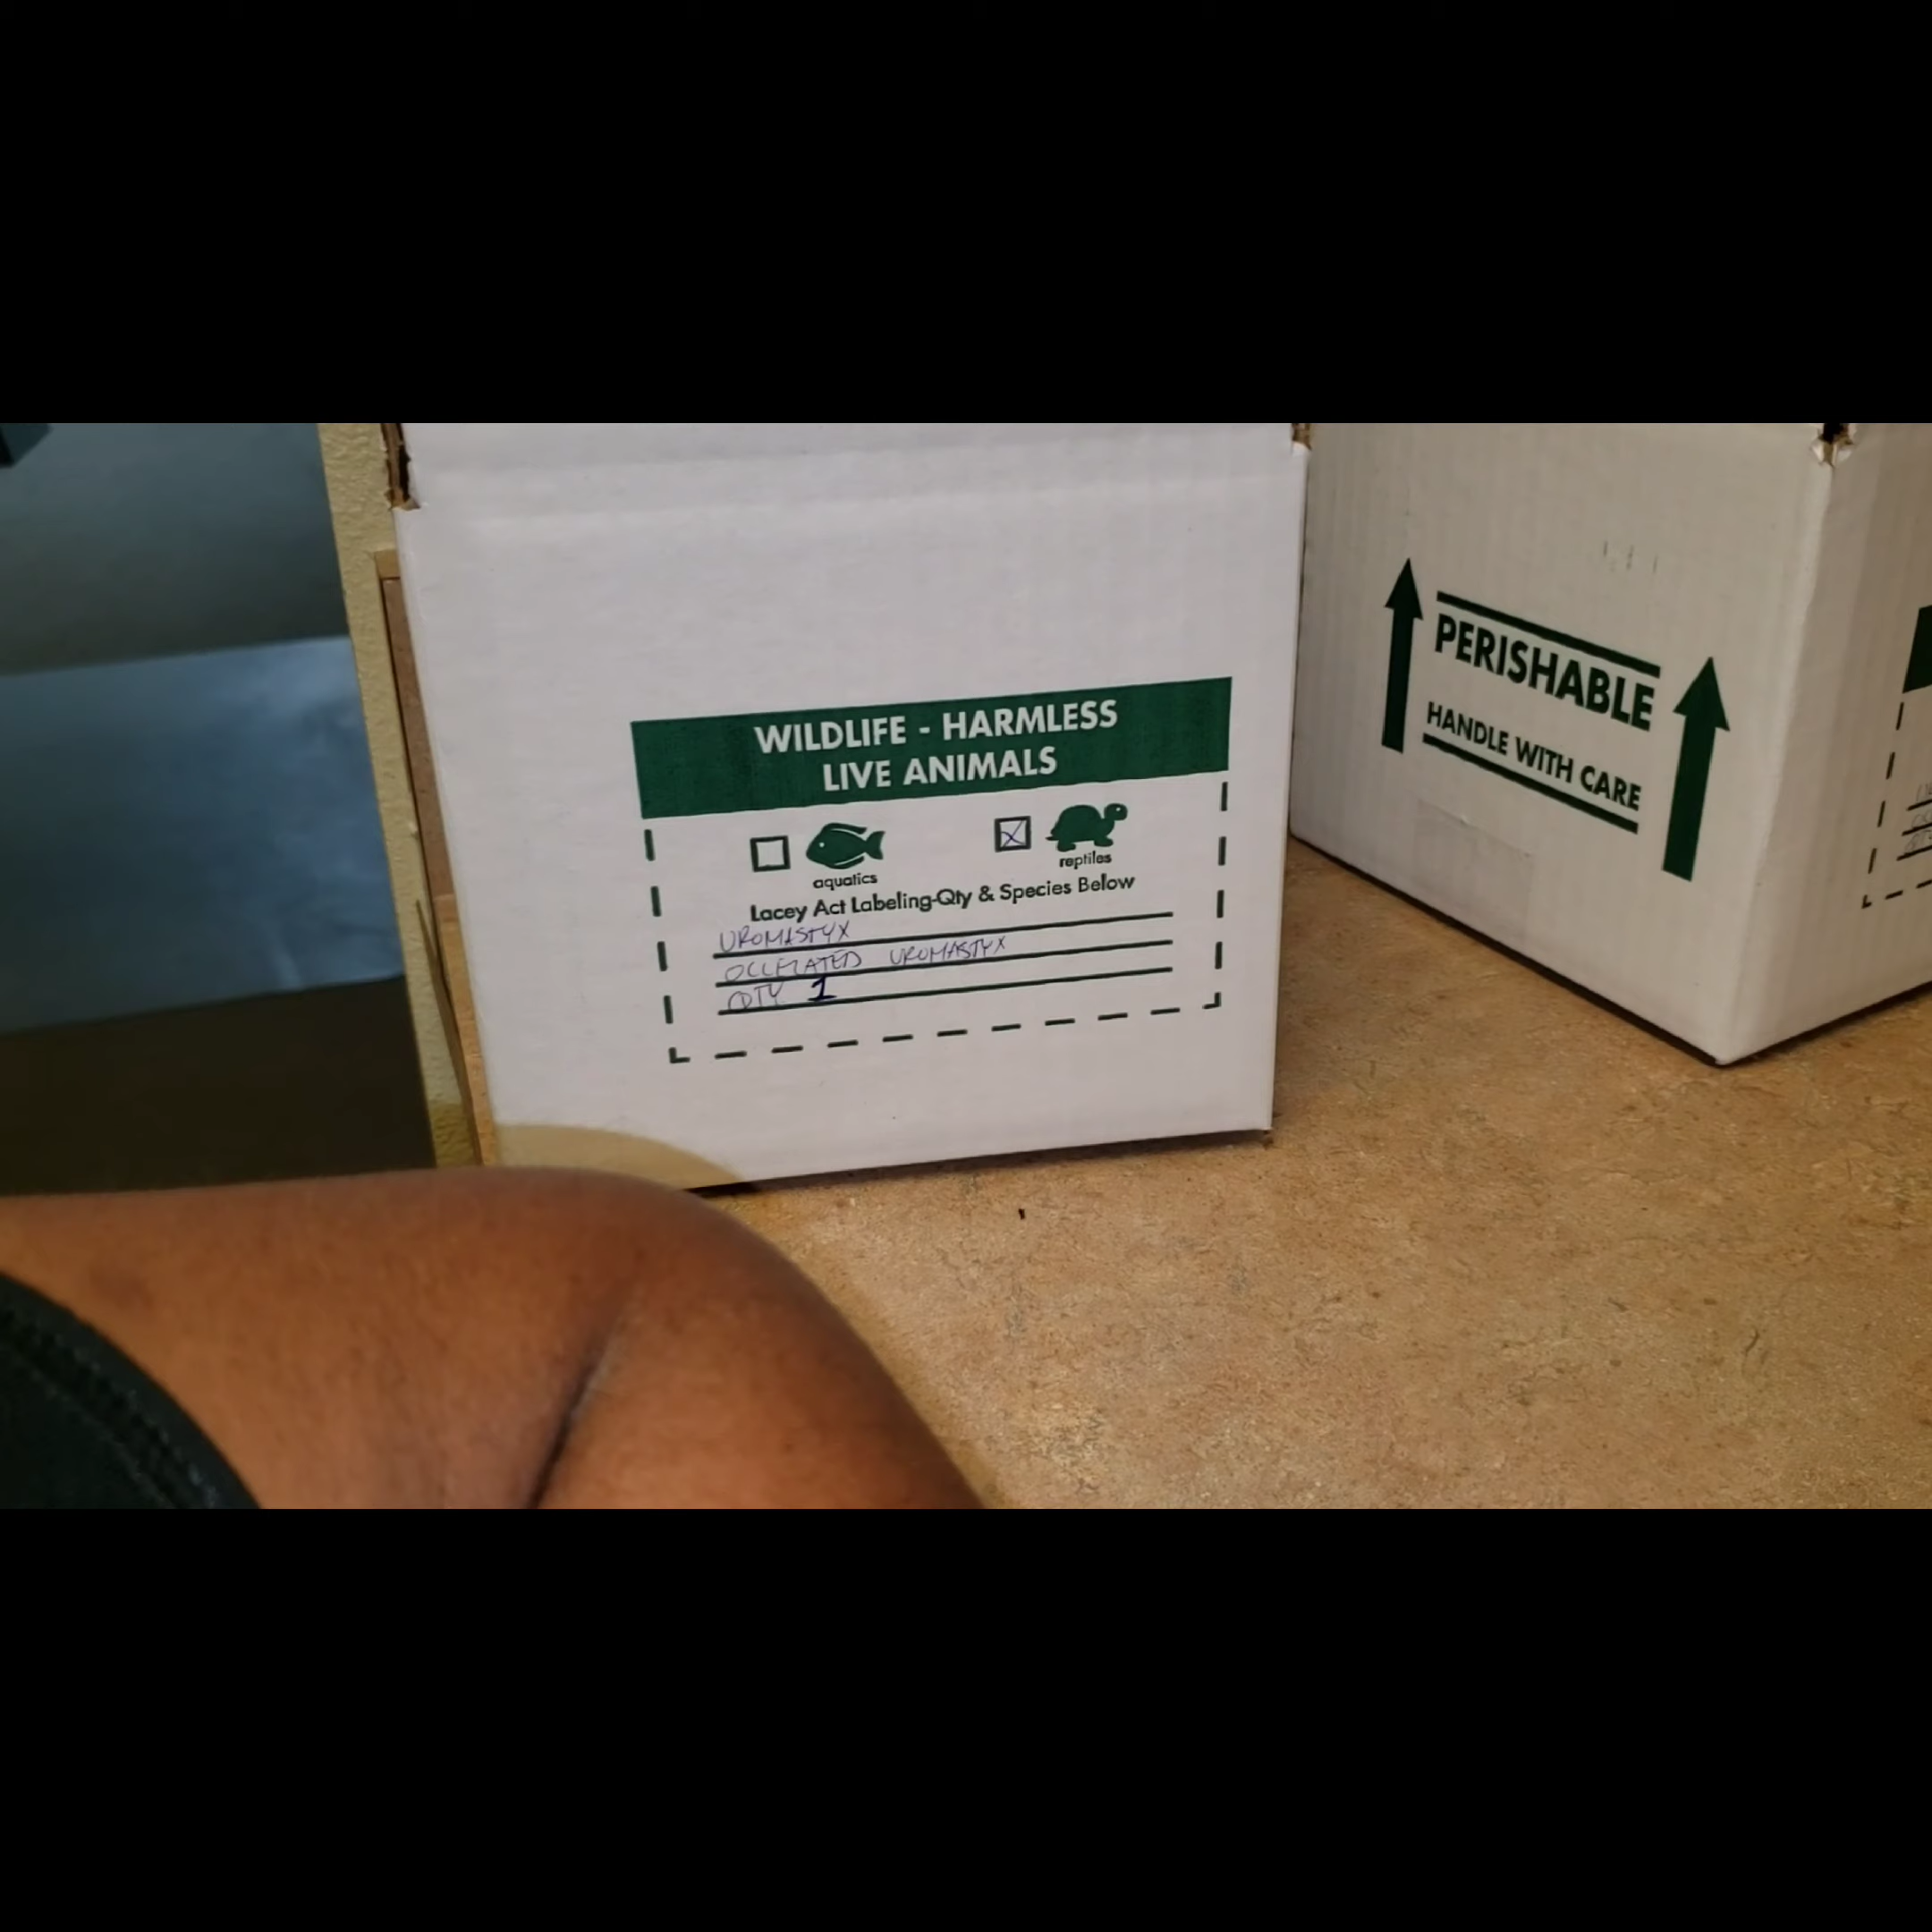 WILDLIFE - HARMLESS
LIVE ANIMALS
aquatics
reptiles
Lacey Act Labeling-Qty & Species Below
UROMASTYX
OCCELATED UROMASTYX
QTY 1
PERISHABLE
HANDLE WITH CARE